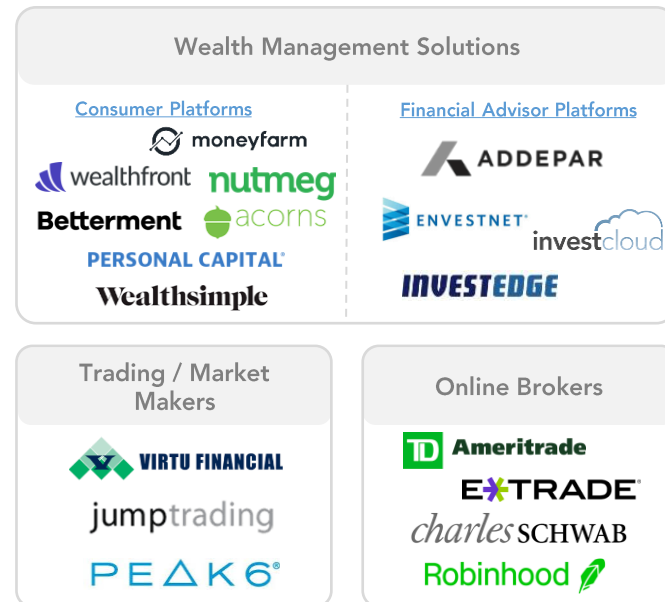 Wealth Management Solutions
Consumer Platforms
moneyfarm
wealthfront
nutmeg
Betterment
acorns
PERSONAL CAPITAL®
Wealthsimple
Financial Advisor Platforms
ADDEPAR
ENVESTNET®
investcloud
INVESTEDGE
Trading / Market
Makers
VIRTU FINANCIAL
jumptrading
PEAK6®
Online Brokers
TD Ameritrade
E*TRADE®
charles SCHWAB
Robinhood